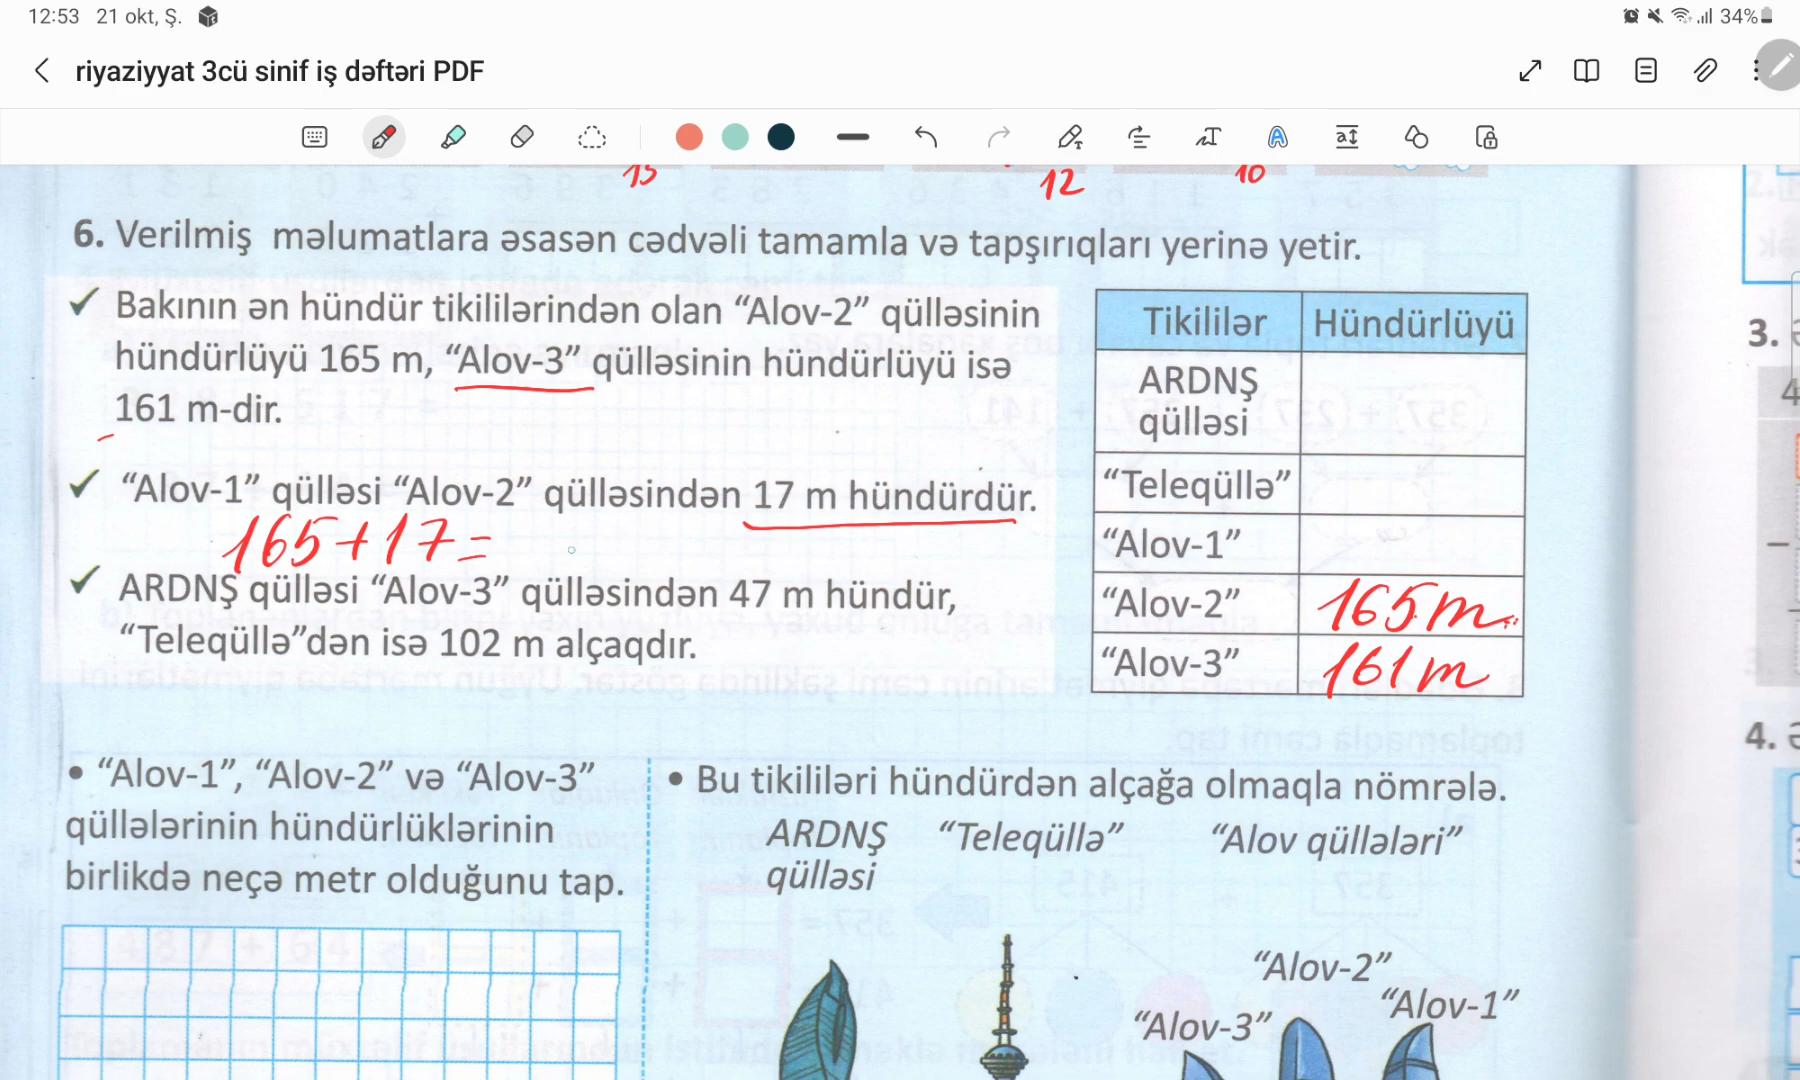 12:53 21 okt, Ş. 34%
riyaziyyat 3cü sinif iş dəftəri PDF
13 12 10
6. Verilmiş məlumatlara əsasən cədvəli tamamla və tapşırıqları yerinə yetir.
✓ Bakının ən hündür tikililərindən olan “Alov-2” qülləsinin
hündürlüyü 165 m, “Alov-3” qülləsinin hündürlüyü isə
161 m-dir.
✓ “Alov-1” qülləsi “Alov-2” qülləsindən 17 m hündürdür.
165+17=
✓ ARDNŞ qülləsi “Alov-3” qülləsindən 47 m hündür,
“Teleqüllə”dən isə 102 m alçaqdır.
Tikililər Hündürlüyü
ARDNŞ
qülləsi
“Teleqüllə”
“Alov-1”
“Alov-2” 165m
“Alov-3” 161m
• “Alov-1”, “Alov-2” və “Alov-3”
qüllələrinin hündürlüklərinin
birlikdə neçə metr olduğunu tap.
• Bu tikililəri hündürdən alçağa olmaqla nömrələ.
ARDNŞ “Teleqüllə” “Alov qüllələri”
qülləsi
“Alov-2”
“Alov-1”
“Alov-3”
3.
4
4.